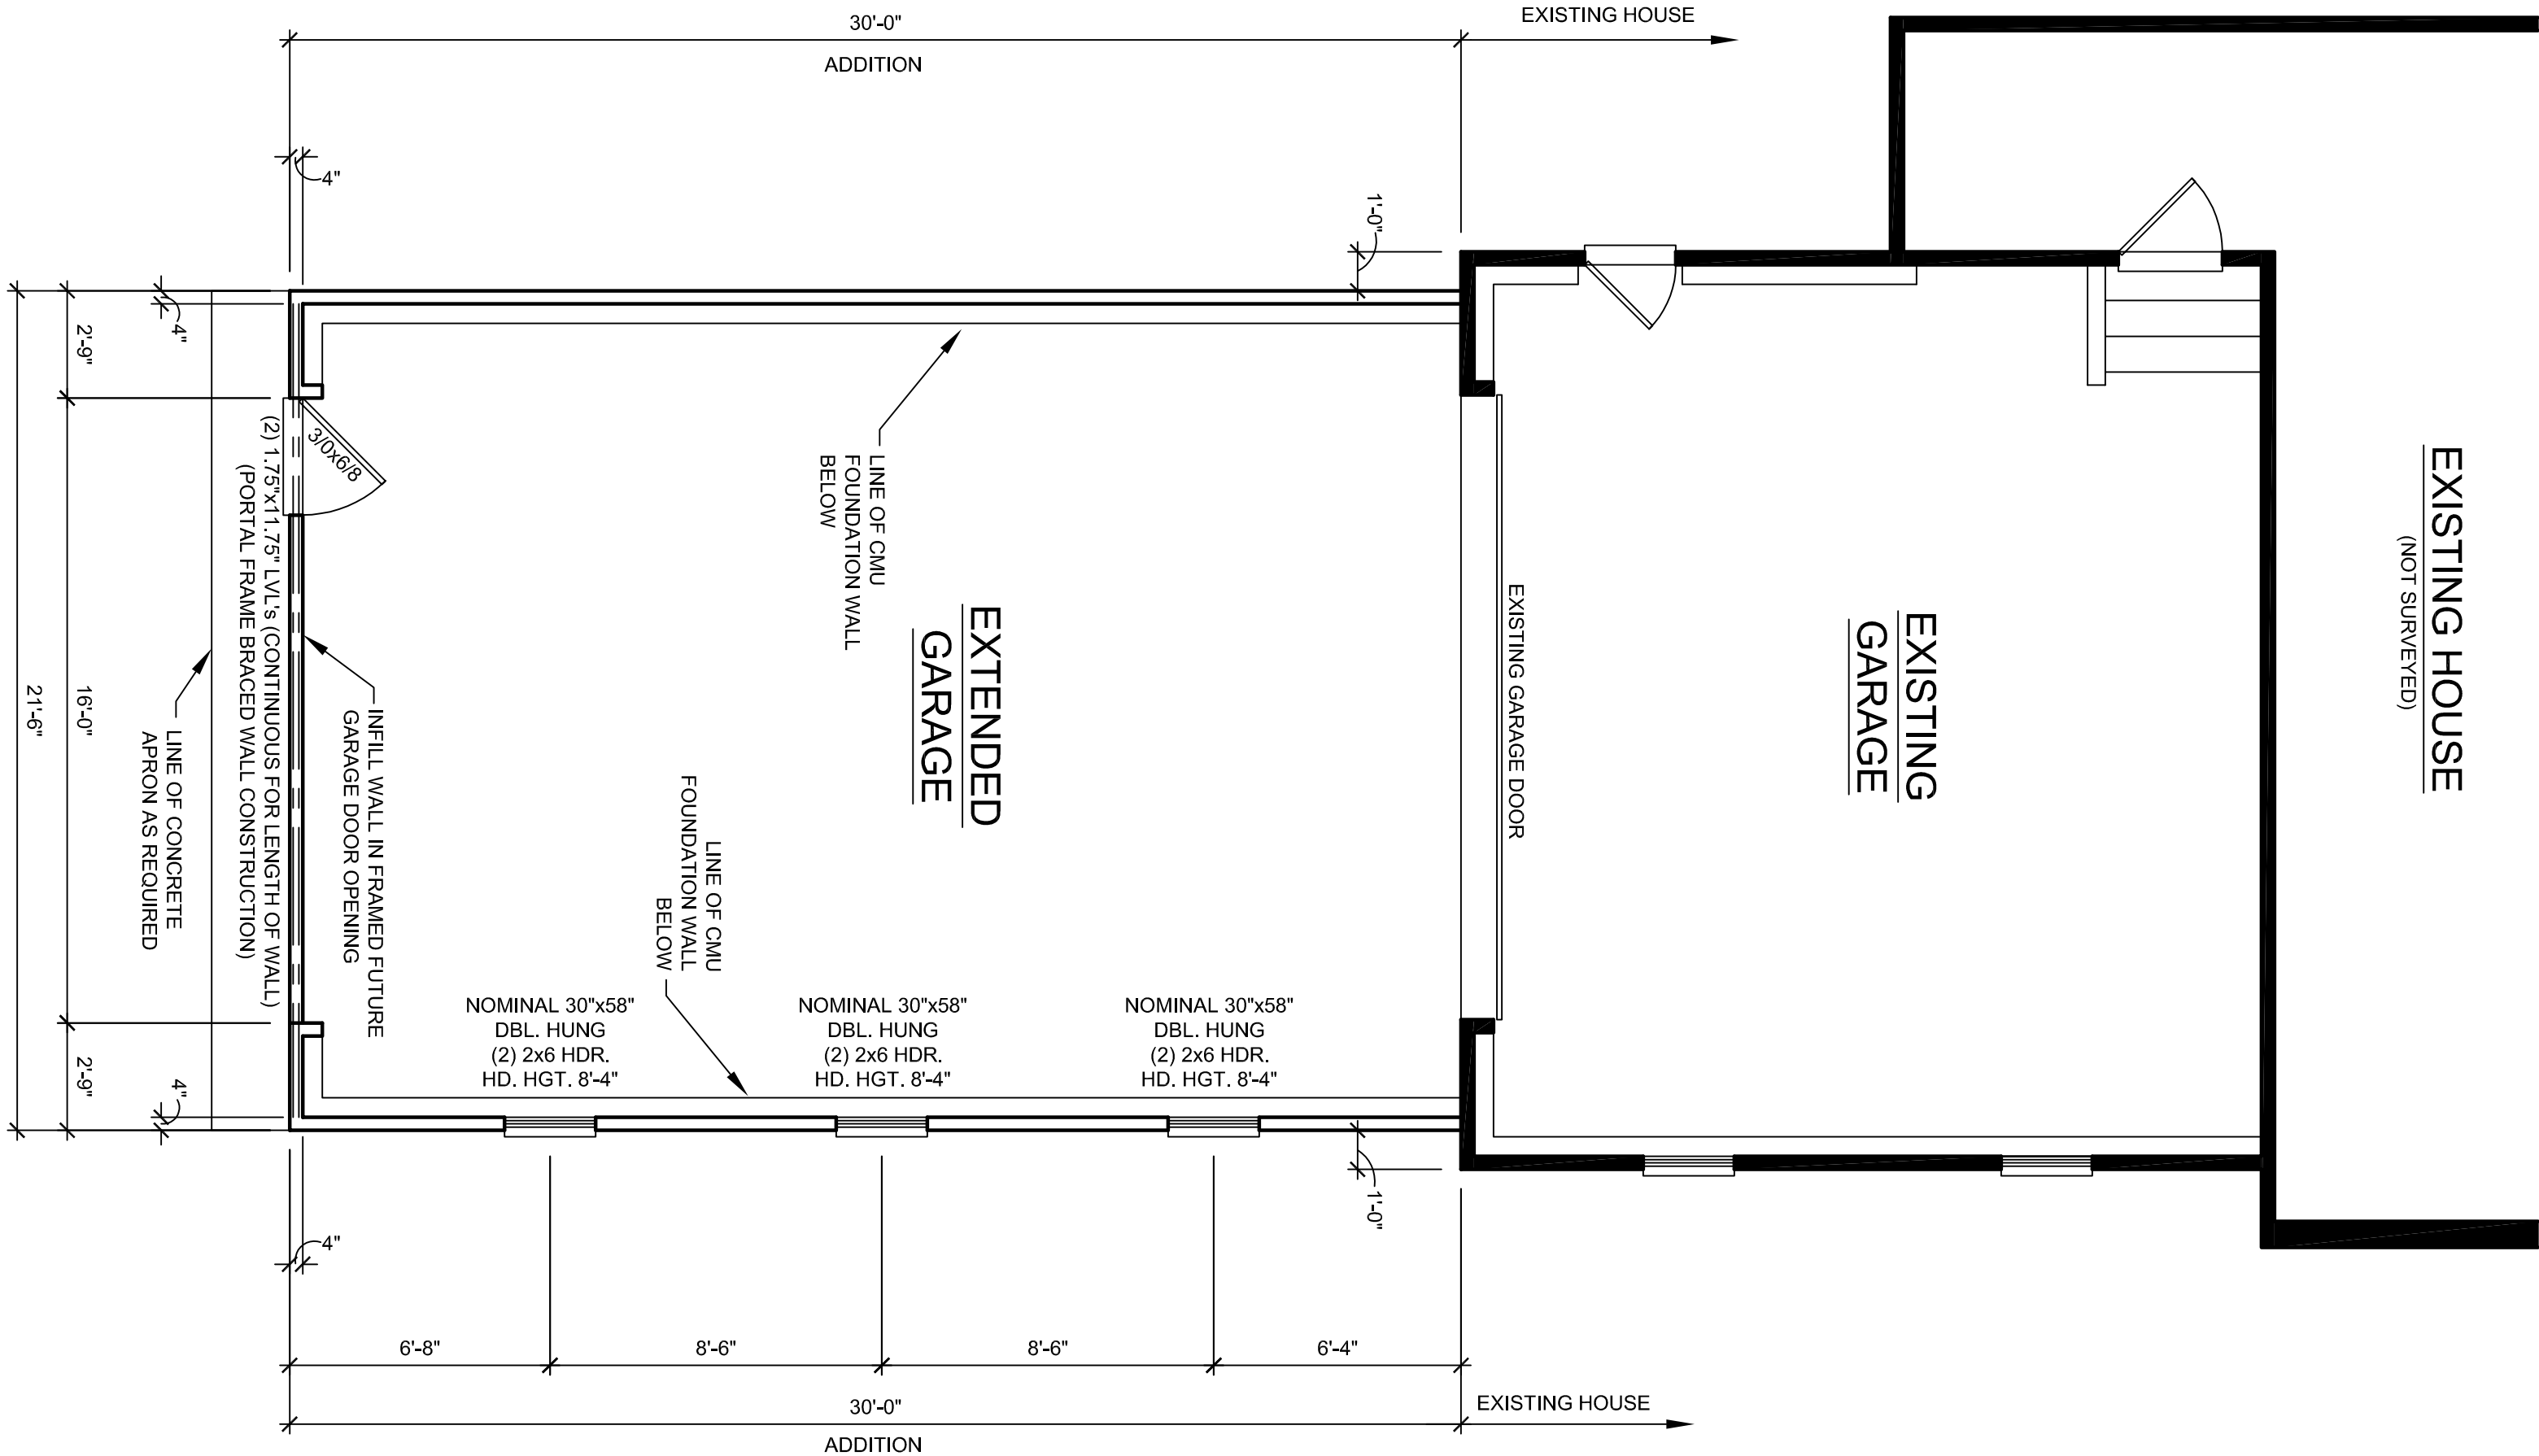 30'-0"
ADDITION
EXISTING HOUSE
4"
1'-0"
EXISTING HOUSE
(NOT SURVEYED)
EXISTING
GARAGE
EXISTING GARAGE DOOR
EXTENDED
GARAGE
LINE OF CMU
FOUNDATION WALL
BELOW
LINE OF CMU
FOUNDATION WALL
BELOW
3/0x6/8
INFILL WALL IN FRAMED FUTURE
GARAGE DOOR OPENING
(2) 1.75"x11.75" LVL's (CONTINUOUS FOR LENGTH OF WALL)
(PORTAL FRAME BRACED WALL CONSTRUCTION)
LINE OF CONCRETE
APRON AS REQUIRED
4"
2'-9"
16'-0"
21'-6"
2'-9"
4"
NOMINAL 30"x58"
DBL. HUNG
(2) 2x6 HDR.
HD. HGT. 8'-4"
NOMINAL 30"x58"
DBL. HUNG
(2) 2x6 HDR.
HD. HGT. 8'-4"
NOMINAL 30"x58"
DBL. HUNG
(2) 2x6 HDR.
HD. HGT. 8'-4"
1'-0"
4"
6'-8"
8'-6"
8'-6"
6'-4"
30'-0"
ADDITION
EXISTING HOUSE